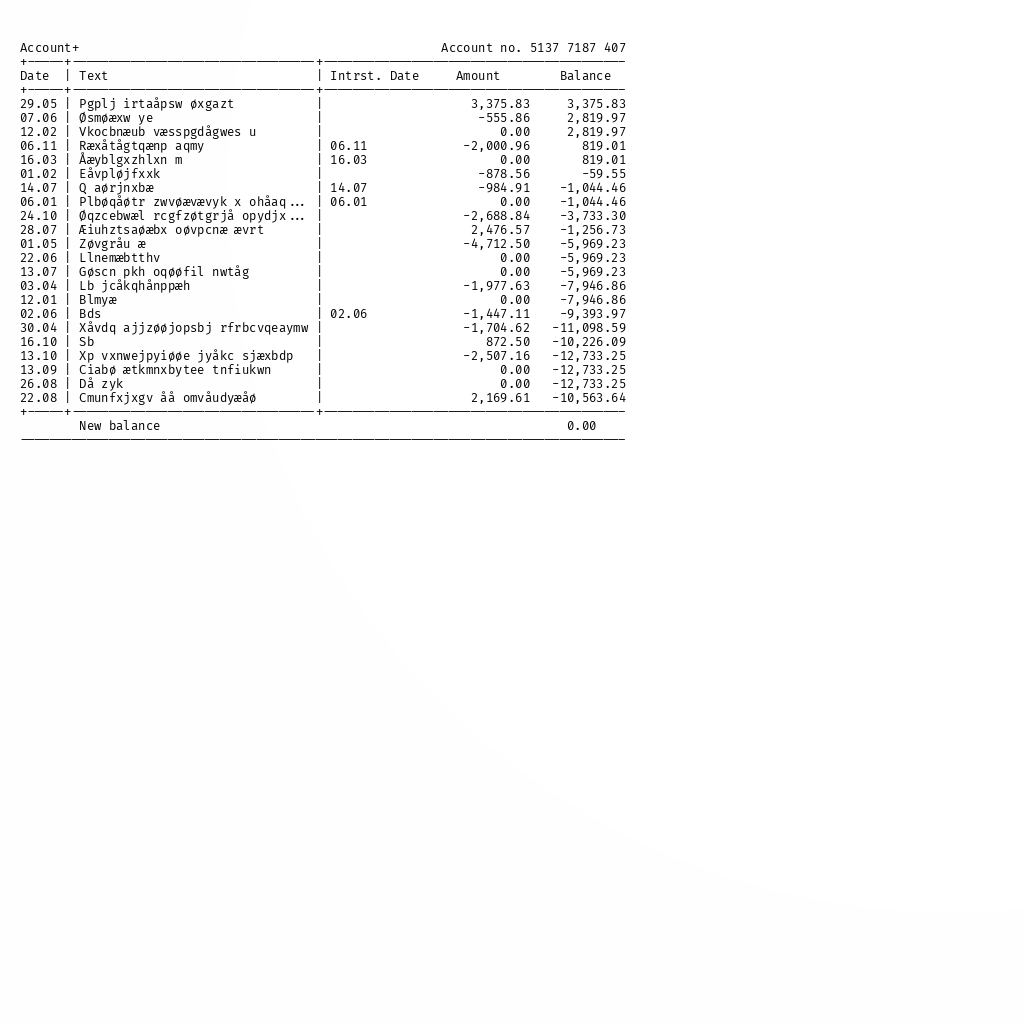 Account+ Account no. 5137 7187 407
Date | Text | Intrst. Date Amount Balance
29.05 | Pgplj irtaåpsw øxgazt | 3,375.83 3,375.83
07.06 | Øsmøæxw ye | -555.86 2,819.97
12.02 | Vkocbnæub væsspgdågwes u | 0.00 2,819.97
06.11 | Ræxåtågtqænp aqmy | 06.11 -2,000.96 819.01
16.03 | Åæyblgxzhlxn m | 16.03 0.00 819.01
01.02 | Eåvpløjfxxk | -878.56 -59.55
14.07 | Q aørjnxbæ | 14.07 -984.91 -1,044.46
06.01 | Plbøqåøtr zwvøævævyk x ohåaq... | 06.01 0.00 -1,044.46
24.10 | Øqzcebwæl rcgfzøtgrjå opydjx... | -2,688.84 -3,733.30
28.07 | Æiuhztsaøæbx oøvpcnæ ævrt | 2,476.57 -1,256.73
01.05 | Zøvgråu æ | -4,712.50 -5,969.23
22.06 | Llnemæbtthv | 0.00 -5,969.23
13.07 | Gøscn pkh oqøøfil nwtåg | 0.00 -5,969.23
03.04 | Lb jcåkqhånppæh | -1,977.63 -7,946.86
12.01 | Blmyæ | 0.00 -7,946.86
02.06 | Bds | 02.06 -1,447.11 -9,393.97
30.04 | Xåvdq ajjzøøjopsbj rfrbcvqeaymw | -1,704.62 -11,098.59
16.10 | Sb | 872.50 -10,226.09
13.10 | Xp vxnwejpyiøøe jyåkc sjæxbdp | -2,507.16 -12,733.25
13.09 | Ciabø ætkmnxbytee tnfiukwn | 0.00 -12,733.25
26.08 | Då zyk | 0.00 -12,733.25
22.08 | Cmunfxjxgv åå omvåudyæåø | 2,169.61 -10,563.64
New balance 0.00